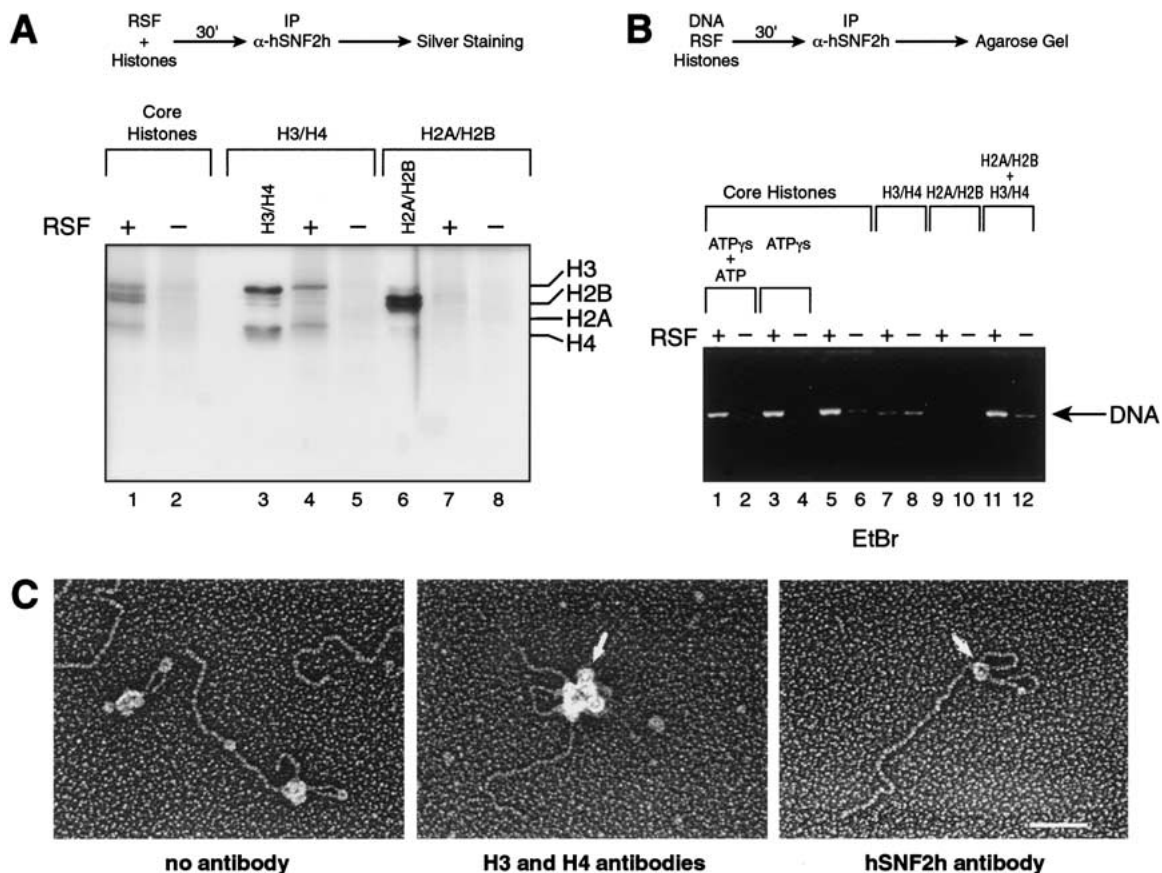 A
RSF
+
Histones
30'
IP
α-hSNF2h
Silver Staining
Core
Histones
H3/H4
H2A/H2B
RSF + − H3/H4 + − H2A/H2B + −
H3
H2B
H2A
H4
1 2 3 4 5 6 7 8
B
DNA
RSF
Histones
30'
IP
α-hSNF2h
Agarose Gel
Core Histones
H3/H4
H2A/H2B
H2A/H2B
+
H3/H4
ATPγs
+
ATP
ATPγs
RSF + − + − + − + − + − + −
DNA
1 2 3 4 5 6 7 8 9 10 11 12
EtBr
C
no antibody
H3 and H4 antibodies
hSNF2h antibody